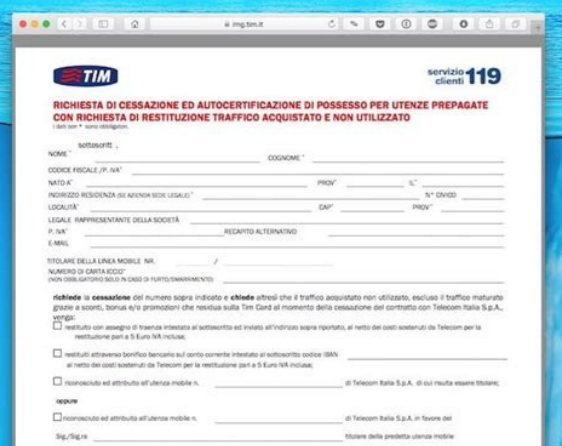 img.tim.it
TIM
servizio
clienti 119
RICHIESTA DI CESSAZIONE ED AUTOCERTIFICAZIONE DI POSSESSO PER UTENZE PREPAGATE
CON RICHIESTA DI RESTITUZIONE TRAFFICO ACQUISTATO E NON UTILIZZATO
I dati con * sono obbligatori.
sottoscritt ,
NOME* COGNOME*
CODICE FISCALE /P. IVA*
NATO A* PROV* IL*
INDIRIZZO RESIDENZA (SE AZIENDA SEDE LEGALE)* N° CIVICO
LOCALITÀ* CAP* PROV*
LEGALE RAPPRESENTANTE DELLA SOCIETÀ
P. IVA* RECAPITO ALTERNATIVO
E-MAIL
TITOLARE DELLA LINEA MOBILE NR. /
NUMERO DI CARTA ICCID*
(NON OBBLIGATORIO SOLO IN CASO DI FURTO/SMARRIMENTO)
richiede la cessazione del numero sopra indicato e chiede altresì che il traffico acquistato non utilizzato, escluso il traffico maturato
grazie a sconti, bonus e/o promozioni che residua sulla Tim Card al momento della cessazione del contratto con Telecom Italia S.p.A.,
venga:
restituito con assegno di traenza intestato al sottoscritto ed inviato all'indirizzo sopra riportato, al netto dei costi sostenuti da Telecom per la
restituzione pari a 5 Euro IVA inclusa;
restituiti attraverso bonifico bancario sul conto corrente intestato al sottoscritto codice IBAN
al netto dei costi sostenuti da Telecom per la restituzione pari a 5 Euro IVA inclusa;
riconosciuto ed attribuito all'utenza mobile n. di Telecom Italia S.p.A. di cui risulta essere titolare;
oppure
riconosciuto ed attribuito all'utenza mobile n. di Telecom Italia S.p.A. in favore del
Sig./Sig.ra titolare della predetta utenza mobile